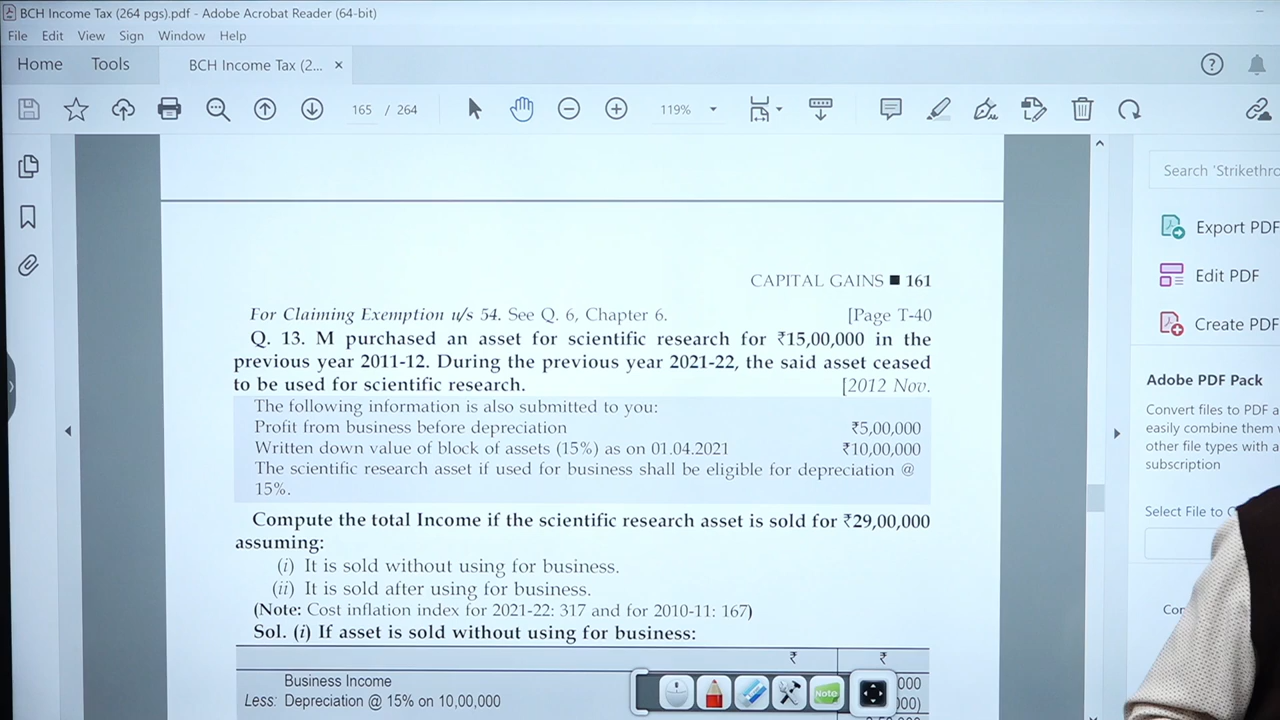 BCH Income Tax (264 pgs).pdf - Adobe Acrobat Reader (64-bit)
File Edit View Sign Window Help
Home Tools BCH Income Tax (2... ×
165 / 264 119%
Search 'Strikethro
Export PDF
Edit PDF
Create PDF
Adobe PDF Pack
Convert files to PDF a
easily combine them
other file types with a
subscription
Select File to C
Cor
CAPITAL GAINS ■ 161
For Claiming Exemption u/s 54. See Q. 6, Chapter 6. [Page T-40
Q. 13. M purchased an asset for scientific research for ₹15,00,000 in the
previous year 2011-12. During the previous year 2021-22, the said asset ceased
to be used for scientific research. [2012 Nov.
The following information is also submitted to you:
Profit from business before depreciation ₹5,00,000
Written down value of block of assets (15%) as on 01.04.2021 ₹10,00,000
The scientific research asset if used for business shall be eligible for depreciation @
15%.
Compute the total Income if the scientific research asset is sold for ₹29,00,000
assuming:
(i) It is sold without using for business.
(ii) It is sold after using for business.
(Note: Cost inflation index for 2021-22: 317 and for 2010-11: 167)
Sol. (i) If asset is sold without using for business:
₹ ₹
Business Income 000
Less: Depreciation @ 15% on 10,00,000 00)
Note